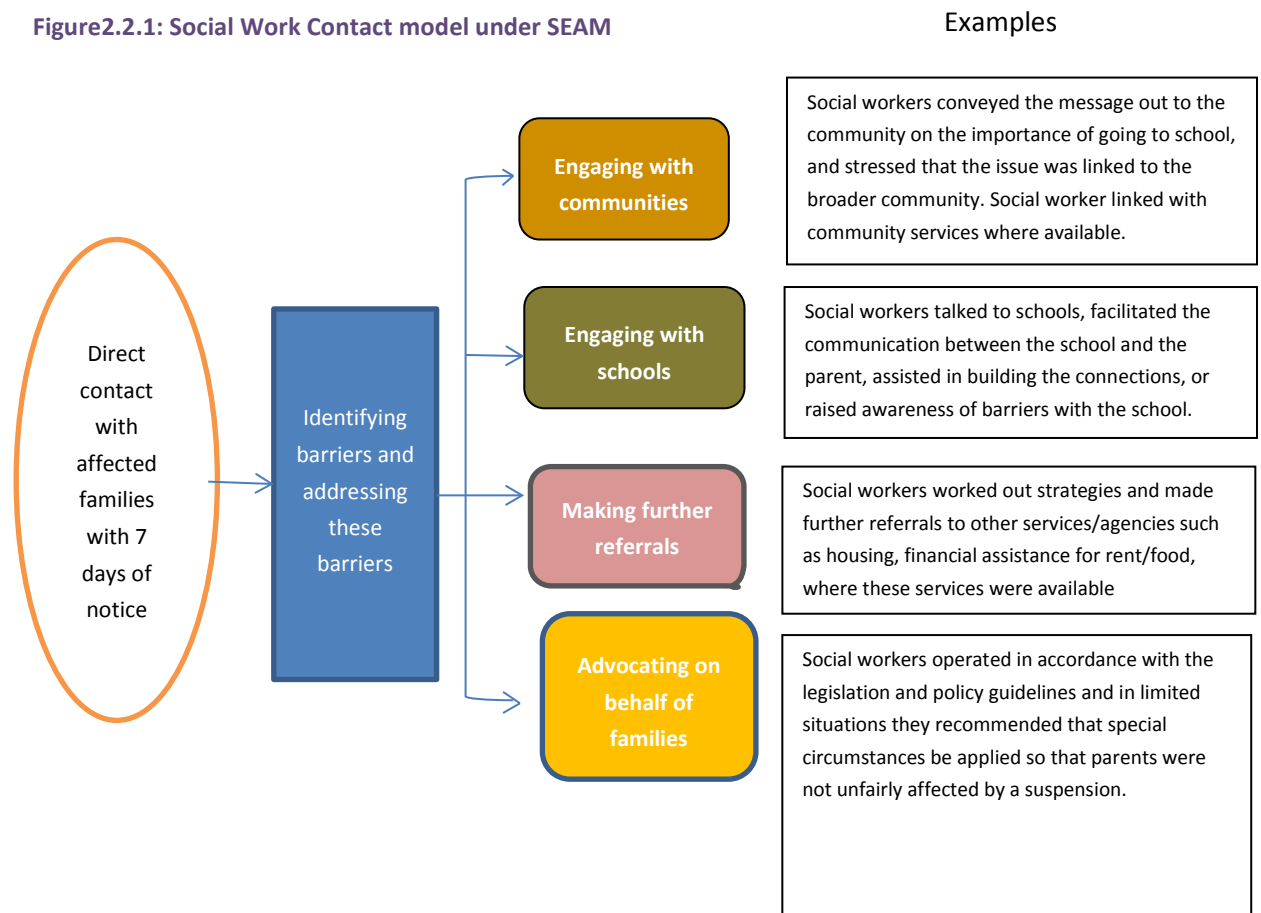 Figure2.2.1: Social Work Contact model under SEAM
Examples
Direct
contact
with
affected
families
with 7
days of
notice
Identifying
barriers and
addressing
these
barriers
Engaging with
communities
Social workers conveyed the message out to the
community on the importance of going to school,
and stressed that the issue was linked to the
broader community. Social worker linked with
community services where available.
Engaging with
schools
Social workers talked to schools, facilitated the
communication between the school and the
parent, assisted in building the connections, or
raised awareness of barriers with the school.
Making further
referrals
Social workers worked out strategies and made
further referrals to other services/agencies such
as housing, financial assistance for rent/food,
where these services were available
Advocating on
behalf of
families
Social workers operated in accordance with the
legislation and policy guidelines and in limited
situations they recommended that special
circumstances be applied so that parents were
not unfairly affected by a suspension.